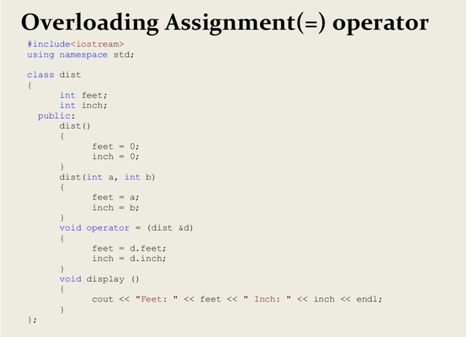 Overloading Assignment(=) operator
#include<iostream>
using namespace std;
class dist
{
int feet;
int inch;
public:
dist()
{
feet = 0;
inch = 0;
}
dist(int a, int b)
{
feet = a;
inch = b;
}
void operator = (dist &d)
{
feet = d.feet;
inch = d.inch;
}
void display ()
{
cout << "Feet: " << feet << " Inch: " << inch << endl;
}
};